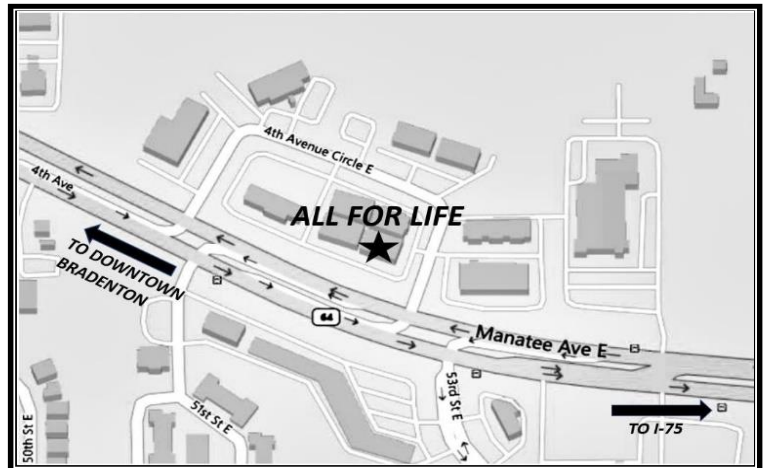 4th Avenue Circle E
4th Ave
ALL FOR LIFE
TO DOWNTOWN
BRADENTON
64
Manatee Ave E
53rd St E
51st St E
50th St E
TO I-75